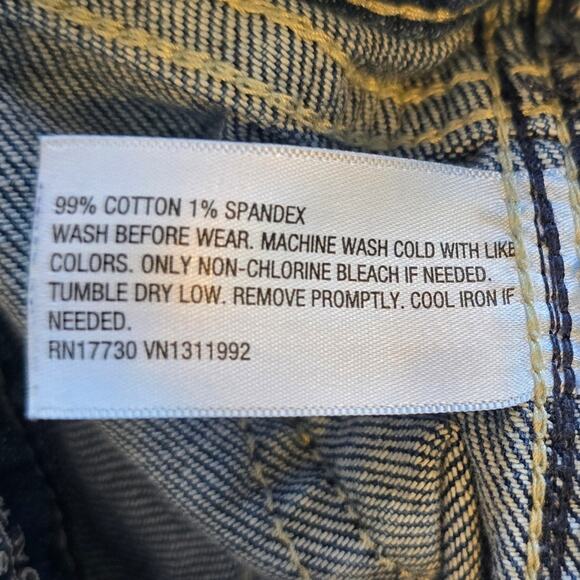 99% COTTON 1% SPANDEX
WASH BEFORE WEAR. MACHINE WASH COLD WITH LIKE
COLORS. ONLY NON-CHLORINE BLEACH IF NEEDED.
TUMBLE DRY LOW. REMOVE PROMPTLY. COOL IRON IF
NEEDED.
RN17730 VN1311992